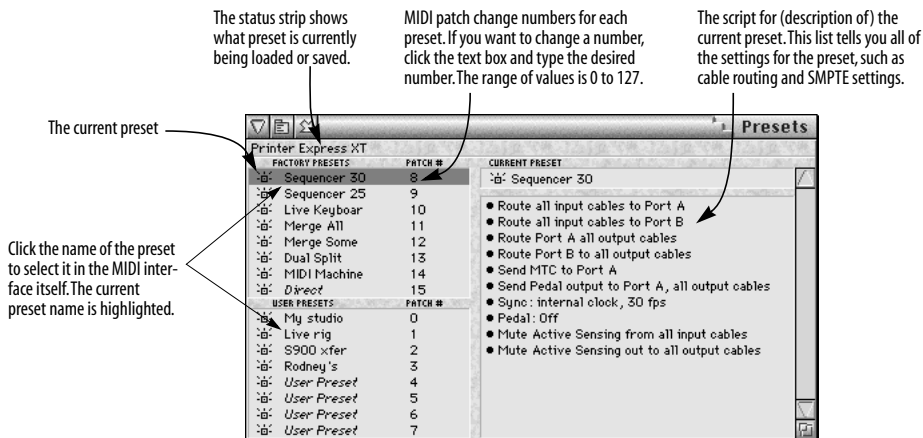 The status strip shows
what preset is currently
being loaded or saved.
MIDI patch change numbers for each
preset. If you want to change a number,
click the text box and type the desired
number. The range of values is 0 to 127.
The script for (description of) the
current preset. This list tells you all of
the settings for the preset, such as
cable routing and SMPTE settings.
The current preset
Click the name of the preset
to select it in the MIDI inter-
face itself. The current
preset name is highlighted.
Presets
Printer Express XT
FACTORY PRESETS PATCH #
Sequencer 30 8
Sequencer 25 9
Live Keyboar 10
Merge All 11
Merge Some 12
Dual Split 13
MIDI Machine 14
Direct 15
USER PRESETS PATCH #
My studio 0
Live rig 1
S900 xfer 2
Rodney's 3
User Preset 4
User Preset 5
User Preset 6
User Preset 7
CURRENT PRESET
Sequencer 30
• Route all input cables to Port A
• Route all input cables to Port B
• Route Port A all output cables
• Route Port B to all output cables
• Send MTC to Port A
• Send Pedal output to Port A, all output cables
• Sync: internal clock, 30 fps
• Pedal: Off
• Mute Active Sensing from all input cables
• Mute Active Sensing out to all output cables